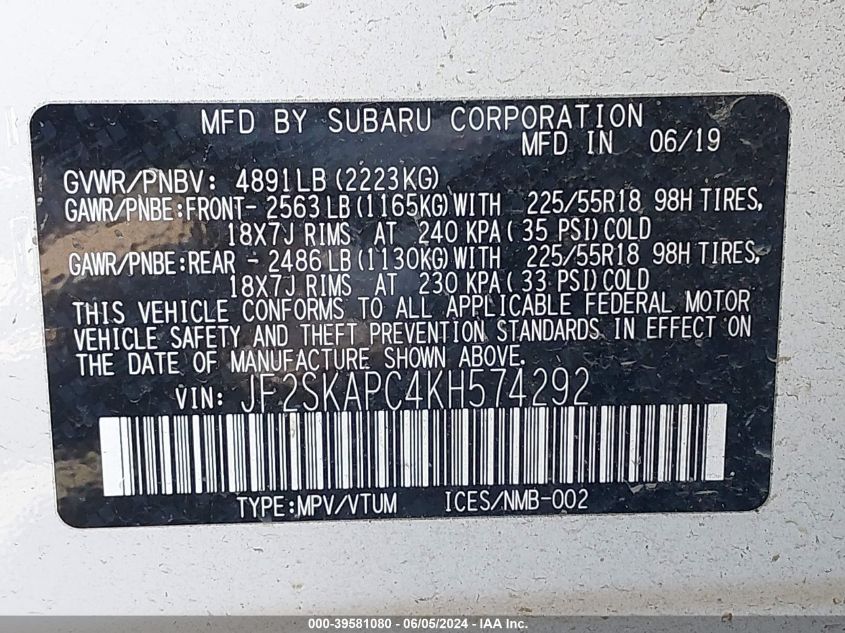 MFD BY SUBARU CORPORATION
MFD IN 06/19
GVWR/PNBV: 4891LB (2223KG)
GAWR/PNBE:FRONT- 2563 LB (1165KG) WITH 225/55R18 98H TIRES,
18X7J RIMS AT 240 KPA ( 35 PSI) COLD
GAWR/PNBE:REAR - 2486 LB (1130KG) WITH 225/55R18 98H TIRES,
18X7J RIMS AT 230 KPA ( 33 PSI) COLD
THIS VEHICLE CONFORMS TO ALL APPLICABLE FEDERAL MOTOR
VEHICLE SAFETY AND THEFT PREVENTION STANDARDS IN EFFECT ON
THE DATE OF MANUFACTURE SHOWN ABOVE.
VIN: JF2SKAPC4KH574292
TYPE:MPV/VTUM ICES/NMB-002
000-39581080 - 06/05/2024 - IAA Inc.